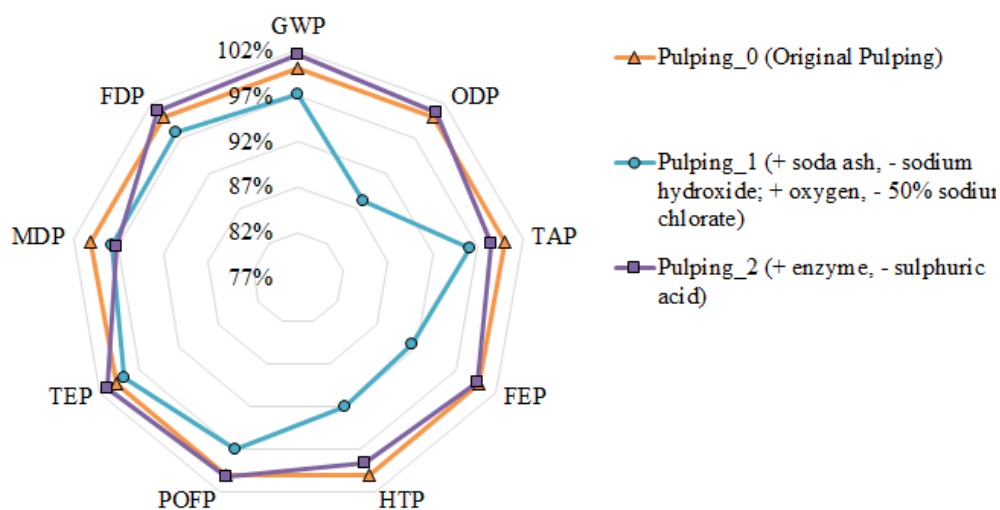 GWP
102%
97%
92%
87%
82%
77%
ODP
TAP
FEP
HTP
POFP
TEP
MDP
FDP
Pulping_0 (Original Pulping)
Pulping_1 (+ soda ash, - sodium
hydroxide; + oxygen, - 50% sodium
chlorate)
Pulping_2 (+ enzyme, - sulphuric
acid)